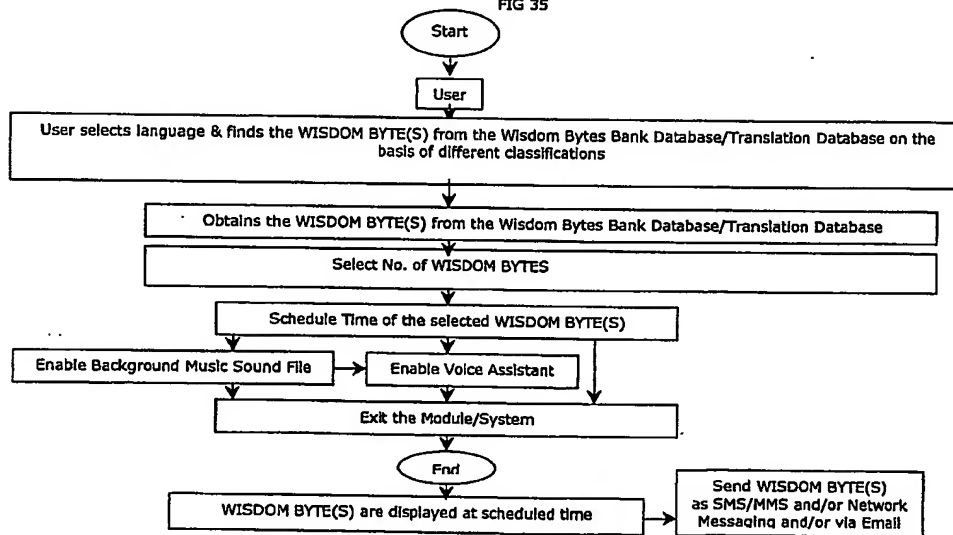 FIG 35
Start
User
User selects language & finds the WISDOM BYTE(S) from the Wisdom Bytes Bank Database/Translation Database on the
basis of different classifications
Obtains the WISDOM BYTE(S) from the Wisdom Bytes Bank Database/Translation Database
Select No. of WISDOM BYTES
Schedule Time of the selected WISDOM BYTE(S)
Enable Background Music Sound File
Enable Voice Assistant
Exit the Module/System
End
WISDOM BYTE(S) are displayed at scheduled time
Send WISDOM BYTE(S)
as SMS/MMS and/or Network
Messaging and/or via Email